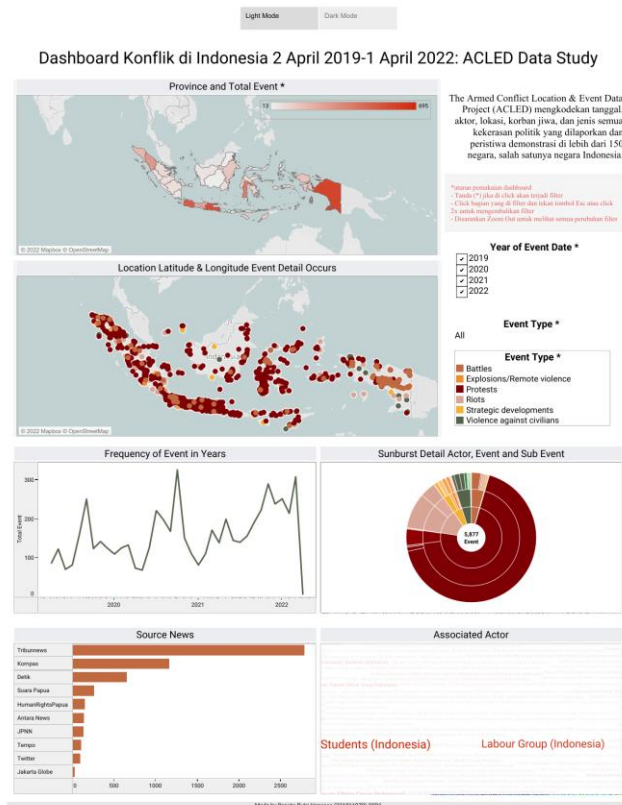 Light Mode
Dark Mode
Dashboard Konflik di Indonesia 2 April 2019-1 April 2022: ACLED Data Study
Province and Total Event *
13
695
© 2022 Mapbox © OpenStreetMap
The Armed Conflict Location & Event Data
Project (ACLED) mengkodekan tanggal,
aktor, lokasi, korban jiwa, dan jenis semua
kekerasan politik yang dilaporkan dan
peristiwa demonstrasi di lebih dari 150
negara, salah satunya negara Indonesia
*aturan pemakaian dashboard
- Tanda (*) jika di click akan terjadi filter
- Click bagian yang di filter dan tekan tombol Esc atau click
2x untuk mengembalikan filter
- Disarankan Zoom Out untuk melihat semua perubahan filter
Year of Event Date *
2019
2020
2021
2022
Location Latitude & Longitude Event Detail Occurs
© 2022 Mapbox © OpenStreetMap
Event Type *
All
Event Type *
Battles
Explosions/Remote violence
Protests
Riots
Strategic developments
Violence against civilians
Frequency of Event in Years
Total Event
300
200
100
0
2020
2021
2022
Sunburst Detail Actor, Event and Sub Event
5,877
Event
Source News
Tribunnews
Kompas
Detik
Suara Papua
HumanRightsPapua
Antara News
JPNN
Tempo
Twitter
Jakarta Globe
0
500
1000
1500
2000
2500
Associated Actor
Students (Indonesia)
Labour Group (Indonesia)